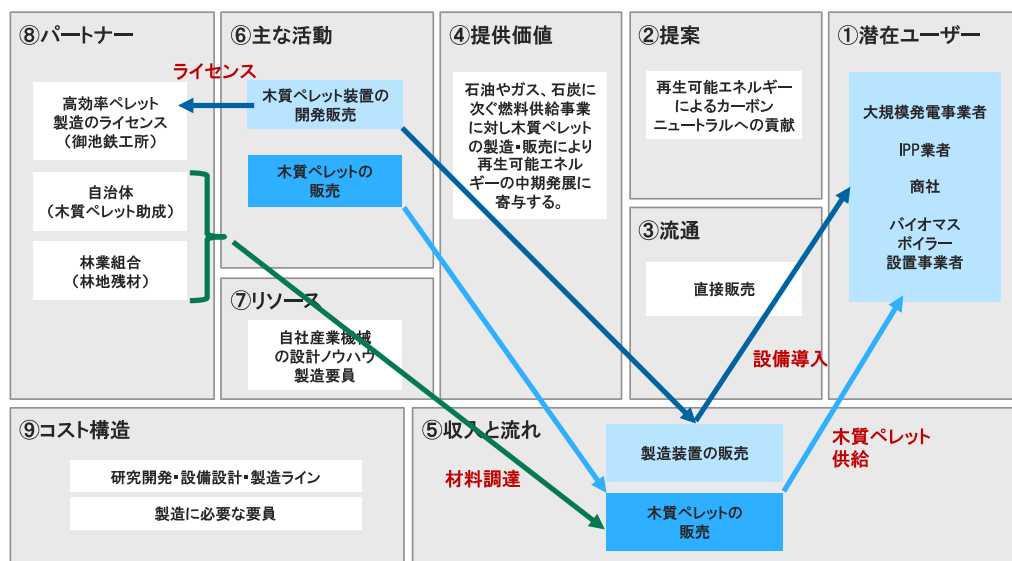 ⑧パートナー
ライセンス
高効率ペレット
製造のライセンス
（御池鉄工所）
自治体
（木質ペレット助成）
林業組合
（林地残材）
⑥主な活動
木質ペレット装置の
開発販売
木質ペレットの
販売
⑦リソース
自社産業機械
の設計ノウハウ
製造要員
④提供価値
石油やガス、石炭に
次ぐ燃料供給事業
に対し木質ペレット
の製造・販売により
再生可能エネル
ギーの中期発展に
寄与する。
②提案
再生可能エネルギー
によるカーボン
ニュートラルへの貢献
③流通
直接販売
設備導入
①潜在ユーザー
大規模発電事業者
IPP業者
商社
バイオマス
ボイラー
設置事業者
⑨コスト構造
研究開発・設備設計・製造ライン
製造に必要な要員
⑤収入と流れ
材料調達
製造装置の販売
木質ペレットの
販売
木質ペレット
供給